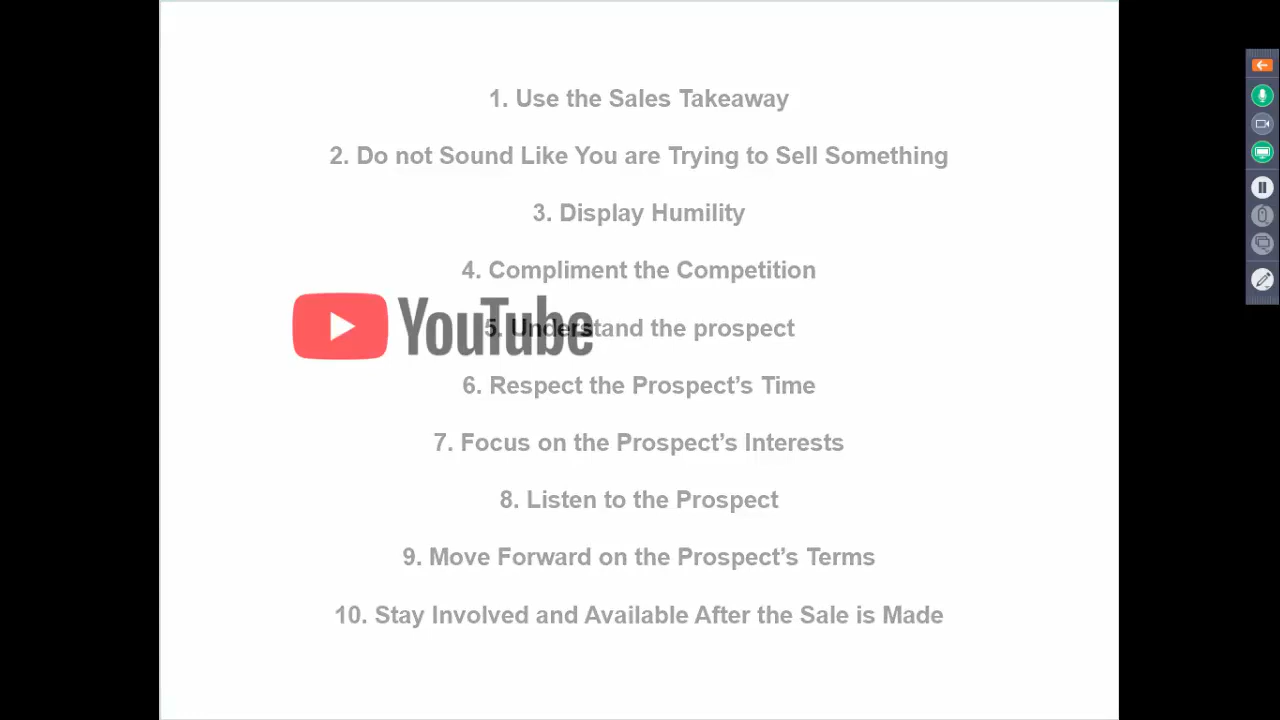 1. Use the Sales Takeaway
2. Do not Sound Like You are Trying to Sell Something
3. Display Humility
4. Compliment the Competition
YouTube
5. Understand the prospect
6. Respect the Prospect’s Time
7. Focus on the Prospect’s Interests
8. Listen to the Prospect
9. Move Forward on the Prospect’s Terms
10. Stay Involved and Available After the Sale is Made